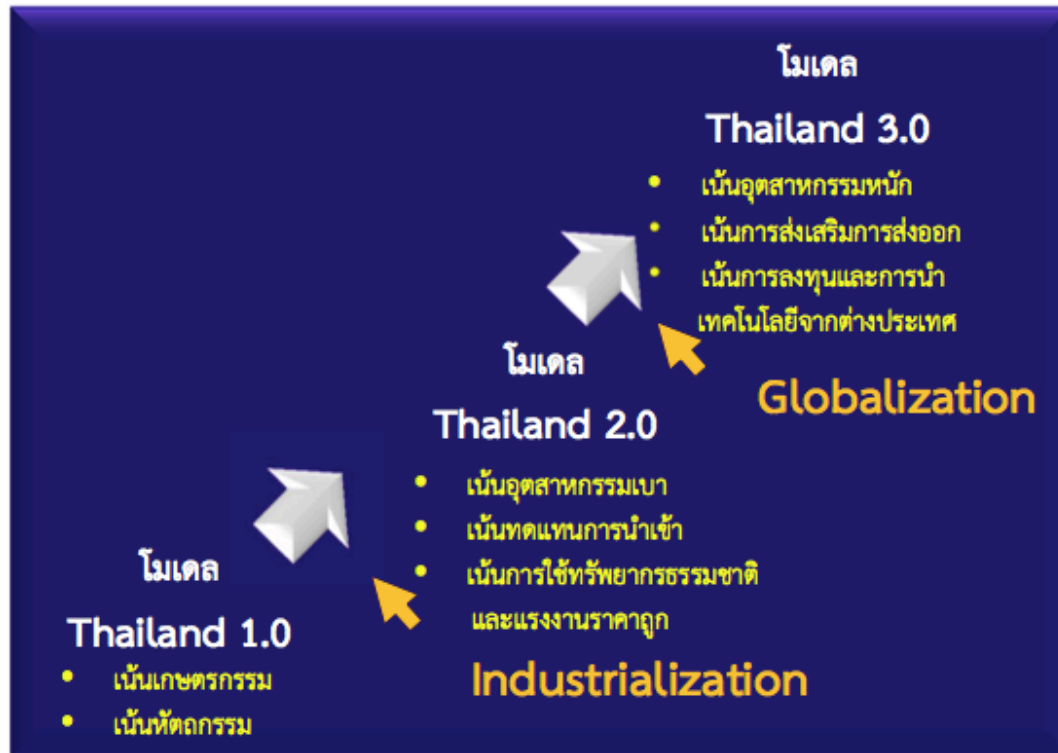 โมเดล
Thailand 3.0
• เน้นอุตสาหกรรมหนัก
• เน้นการส่งเสริมการส่งออก
• เน้นการลงทุนและการนำ
เทคโนโลยีจากต่างประเทศ
Globalization
โมเดล
Thailand 2.0
• เน้นอุตสาหกรรมเบา
• เน้นทดแทนการนำเข้า
• เน้นการใช้ทรัพยากรธรรมชาติ
และแรงงานราคาถูก
Industrialization
โมเดล
Thailand 1.0
• เน้นเกษตรกรรม
• เน้นหัตถกรรม